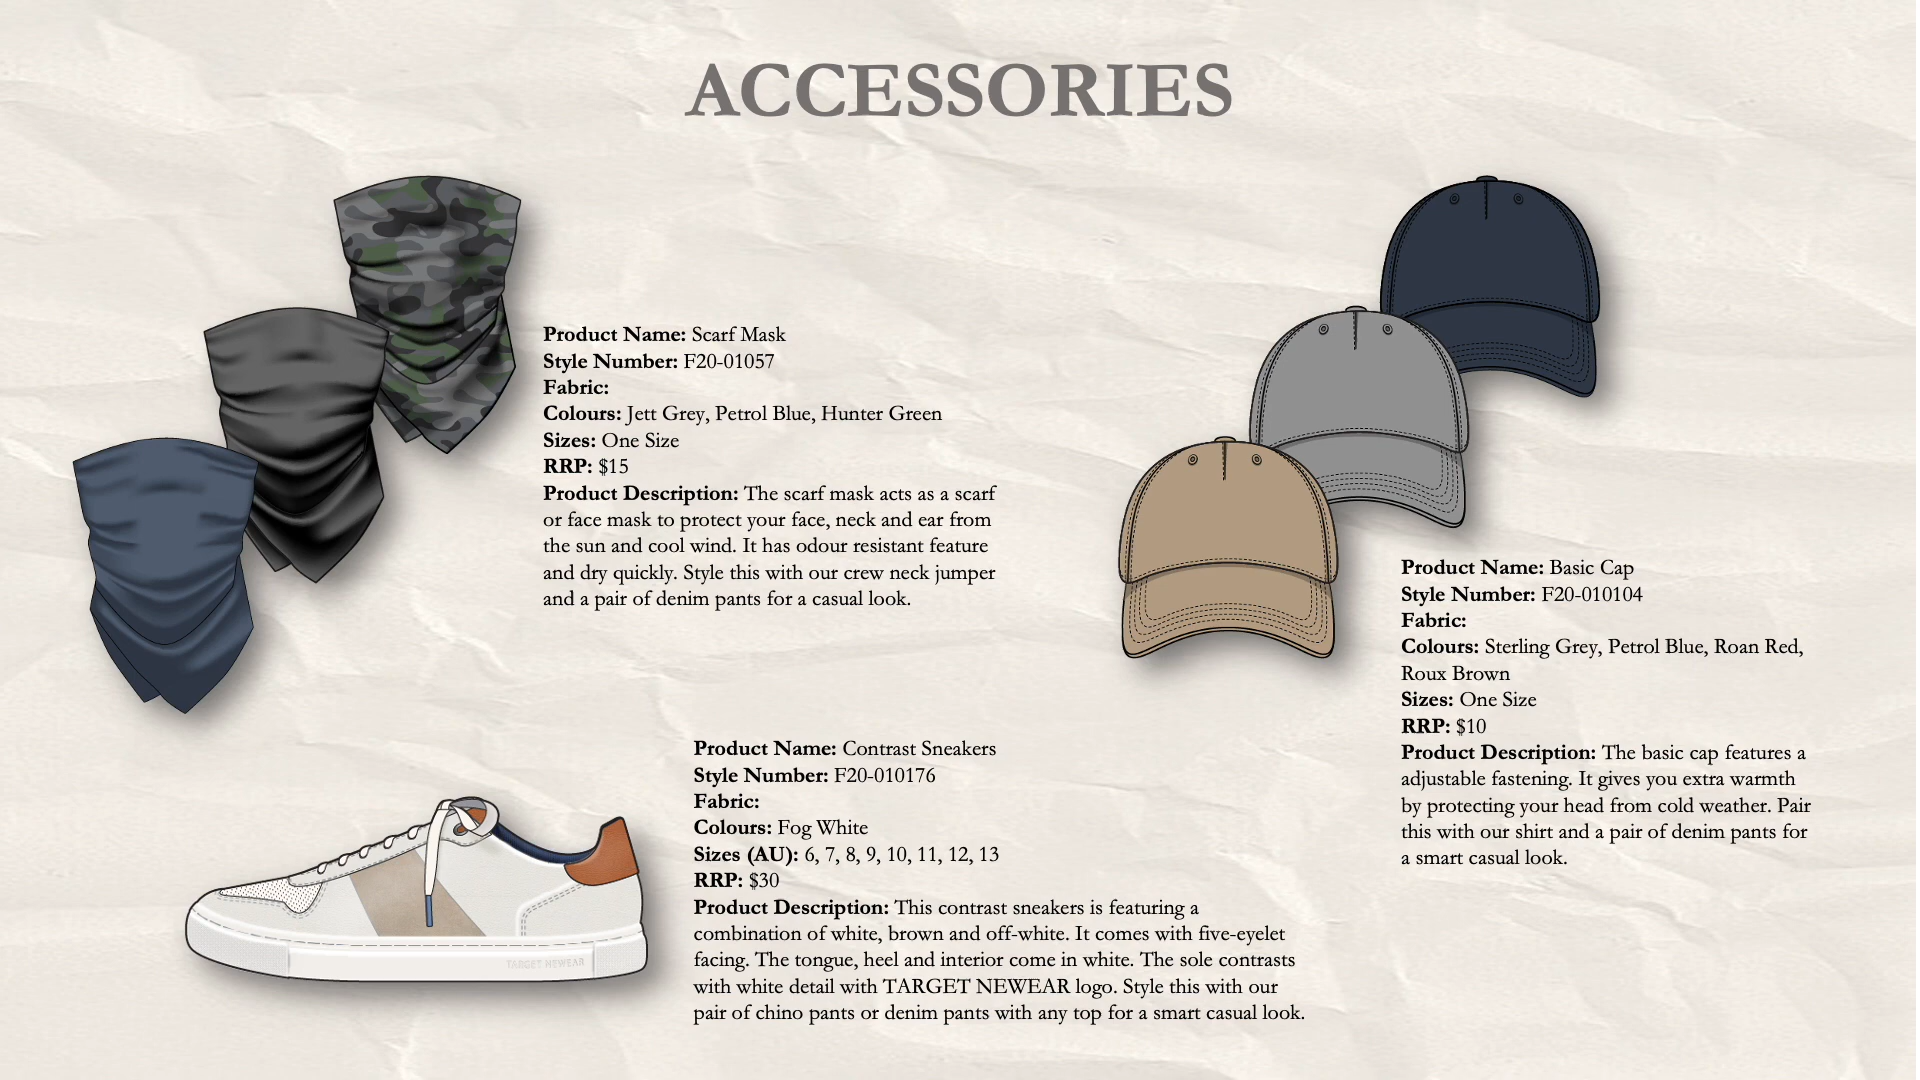 ACCESSORIES
Product Name: Scarf Mask
Style Number: F20-01057
Fabric:
Colours: Jett Grey, Petrol Blue, Hunter Green
Sizes: One Size
RRP: $15
Product Description: The scarf mask acts as a scarf
or face mask to protect your face, neck and ear from
the sun and cool wind. It has odour resistant feature
and dry quickly. Style this with our crew neck jumper
and a pair of denim pants for a casual look.
Product Name: Basic Cap
Style Number: F20-010104
Fabric:
Colours: Sterling Grey, Petrol Blue, Roan Red,
Roux Brown
Sizes: One Size
RRP: $10
Product Description: The basic cap features a
adjustable fastening. It gives you extra warmth
by protecting your head from cold weather. Pair
this with our shirt and a pair of denim pants for
a smart casual look.
Product Name: Contrast Sneakers
Style Number: F20-010176
Fabric:
Colours: Fog White
Sizes (AU): 6, 7, 8, 9, 10, 11, 12, 13
RRP: $30
Product Description: This contrast sneakers is featuring a
combination of white, brown and off-white. It comes with five-eyelet
facing. The tongue, heel and interior come in white. The sole contrasts
with white detail with TARGET NEWEAR logo. Style this with our
pair of chino pants or denim pants with any top for a smart casual look.
TARGET NEWEAR